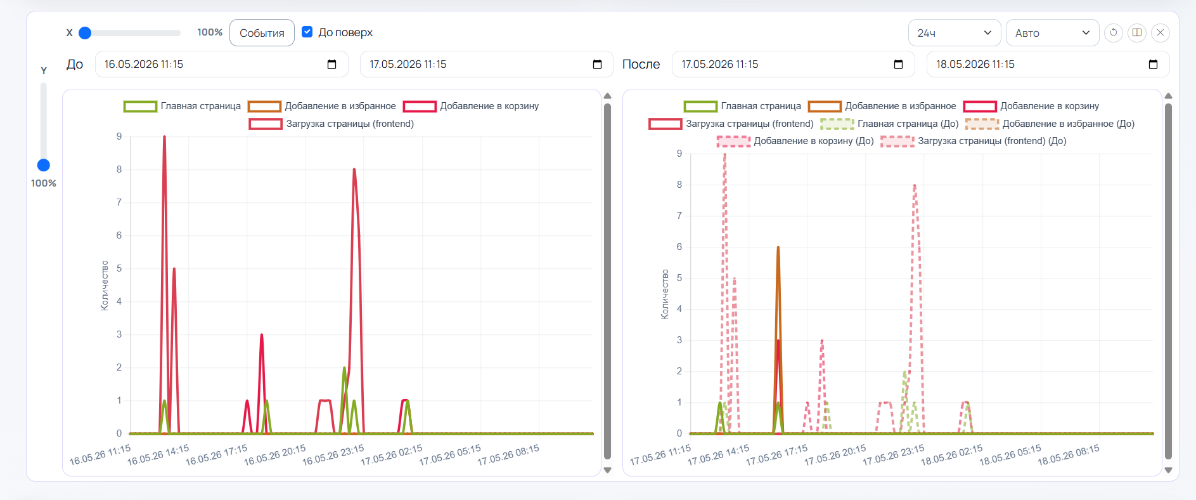 X 100% События До поверх 24ч Авто
До 16.05.2026 11:15 17.05.2026 11:15 После 17.05.2026 11:15 18.05.2026 11:15
Y
100%
Главная страница Добавление в избранное Добавление в корзину
Загрузка страницы (frontend)
Количество
9
8
7
6
5
4
3
2
1
0
16.05.26 11:15 16.05.26 14:15 16.05.26 17:15 16.05.26 20:15 16.05.26 23:15 17.05.26 02:15 17.05.26 05:15 17.05.26 08:15
Главная страница Добавление в избранное Добавление в корзину
Загрузка страницы (frontend) Главная страница (До) Добавление в избранное (До)
Добавление в корзину (До) Загрузка страницы (frontend) (До)
Количество
9
8
7
6
5
4
3
2
1
0
17.05.26 11:15 17.05.26 14:15 17.05.26 17:15 17.05.26 20:15 17.05.26 23:15 18.05.26 02:15 18.05.26 05:15 18.05.26 08:15